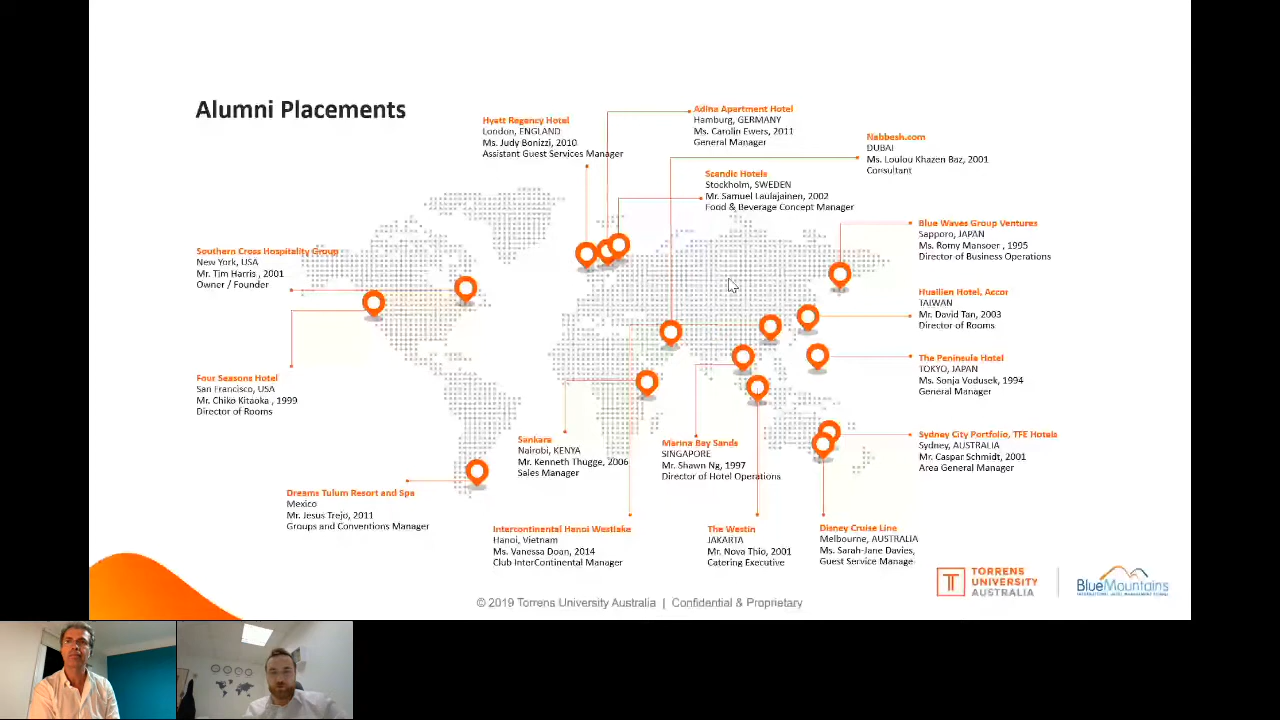 Alumni Placements
Hyatt Regency Hotel
London, ENGLAND
Ms. Judy Bonizzi, 2010
Assistant Guest Services Manager
Adina Apartment Hotel
Hamburg, GERMANY
Ms. Carolin Ewers, 2011
General Manager
Nabbesh.com
DUBAI
Ms. Loulou Khazen Baz, 2001
Consultant
Scandic Hotels
Stockholm, SWEDEN
Mr. Samuel Laulajainen, 2002
Food & Beverage Concept Manager
Blue Waves Group Ventures
Sapporo, JAPAN
Ms. Romy Mansoer , 1995
Director of Business Operations
Southern Cross Hospitality Group
New York, USA
Mr. Tim Harris , 2001
Owner / Founder
Huailien Hotel, Accor
TAIWAN
Mr. David Tan, 2003
Director of Rooms
The Peninsula Hotel
TOKYO, JAPAN
Ms. Sonja Vodusek, 1994
General Manager
Four Seasons Hotel
San Francisco, USA
Mr. Chiko Kitaoka , 1999
Director of Rooms
Sankara
Nairobi, KENYA
Mr. Kenneth Thugge, 2006
Sales Manager
Marina Bay Sands
SINGAPORE
Mr. Shawn Ng, 1997
Director of Hotel Operations
Sydney City Portfolio, TFE Hotels
Sydney, AUSTRALIA
Mr. Caspar Schmidt, 2001
Area General Manager
Dreams Tulum Resort and Spa
Mexico
Mr. Jesus Trejo, 2011
Groups and Conventions Manager
Intercontinental Hanoi Westlake
Hanoi, Vietnam
Ms. Vanessa Doan, 2014
Club InterContinental Manager
The Westin
JAKARTA
Mr. Nova Thio, 2001
Catering Executive
Disney Cruise Line
Melbourne, AUSTRALIA
Ms. Sarah-Jane Davies,
Guest Service Manage
TORRENS
UNIVERSITY
AUSTRALIA
BlueMountains
© 2019 Torrens University Australia | Confidential & Proprietary